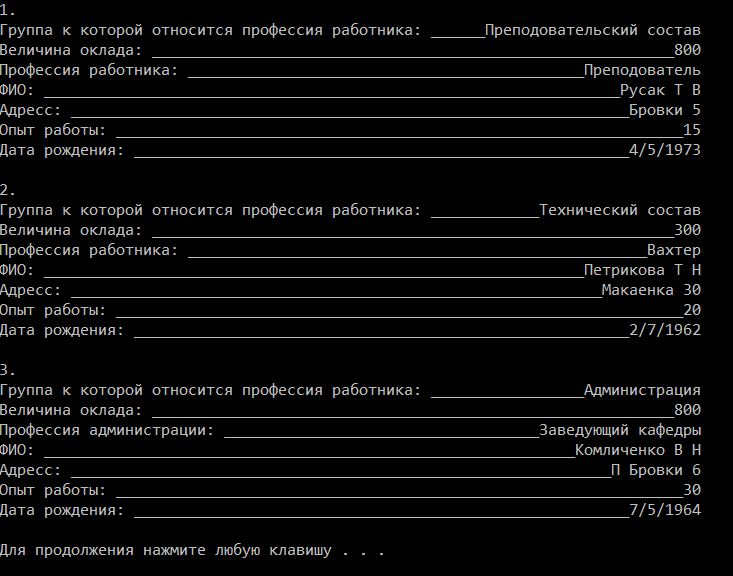 1.
Группа к которой относится профессия работника: ______Преподовательский состав
Величина оклада: __________________________________________________________800
Профессия работника: ____________________________________________Преподователь
ФИО: ________________________________________________________________Русак Т В
Адресс: ______________________________________________________________Бровки 5
Опыт работы: _______________________________________________________________15
Дата рождения: _______________________________________________________4/5/1973
2.
Группа к которой относится профессия работника: ____________Технический состав
Величина оклада: __________________________________________________________300
Профессия работника: ___________________________________________________Вахтер
ФИО: ____________________________________________________________Петрикова Т Н
Адресс: ___________________________________________________________Макаенка 30
Опыт работы: _______________________________________________________________20
Дата рождения: _______________________________________________________2/7/1962
3.
Группа к которой относится профессия работника: _________________Администрация
Величина оклада: __________________________________________________________800
Профессия администрации: ___________________________________Заведующий кафедры
ФИО: ___________________________________________________________Комличенко В Н
Адресс: ____________________________________________________________П Бровки 6
Опыт работы: _______________________________________________________________30
Дата рождения: _______________________________________________________7/5/1964
Для продолжения нажмите любую клавишу . . .